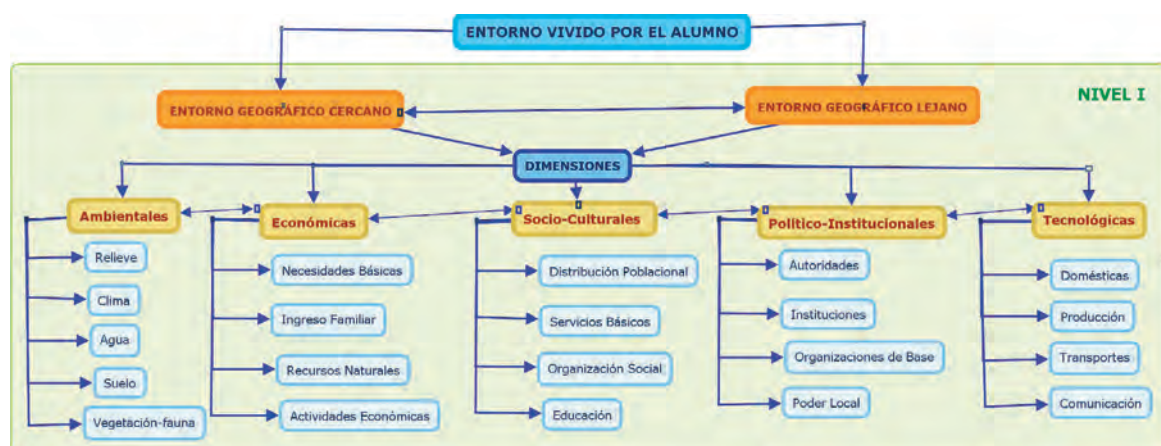 ENTORNO VIVIDO POR EL ALUMNO
NIVEL I
ENTORNO GEOGRÁFICO CERCANO
ENTORNO GEOGRÁFICO LEJANO
DIMENSIONES
Ambientales
Relieve
Clima
Agua
Suelo
Vegetación-fauna
Económicas
Necesidades Básicas
Ingreso Familiar
Recursos Naturales
Actividades Económicas
Socio-Culturales
Distribución Poblacional
Servicios Básicos
Organización Social
Educación
Político-Institucionales
Autoridades
Instituciones
Organizaciones de Base
Poder Local
Tecnológicas
Domésticas
Producción
Transportes
Comunicación